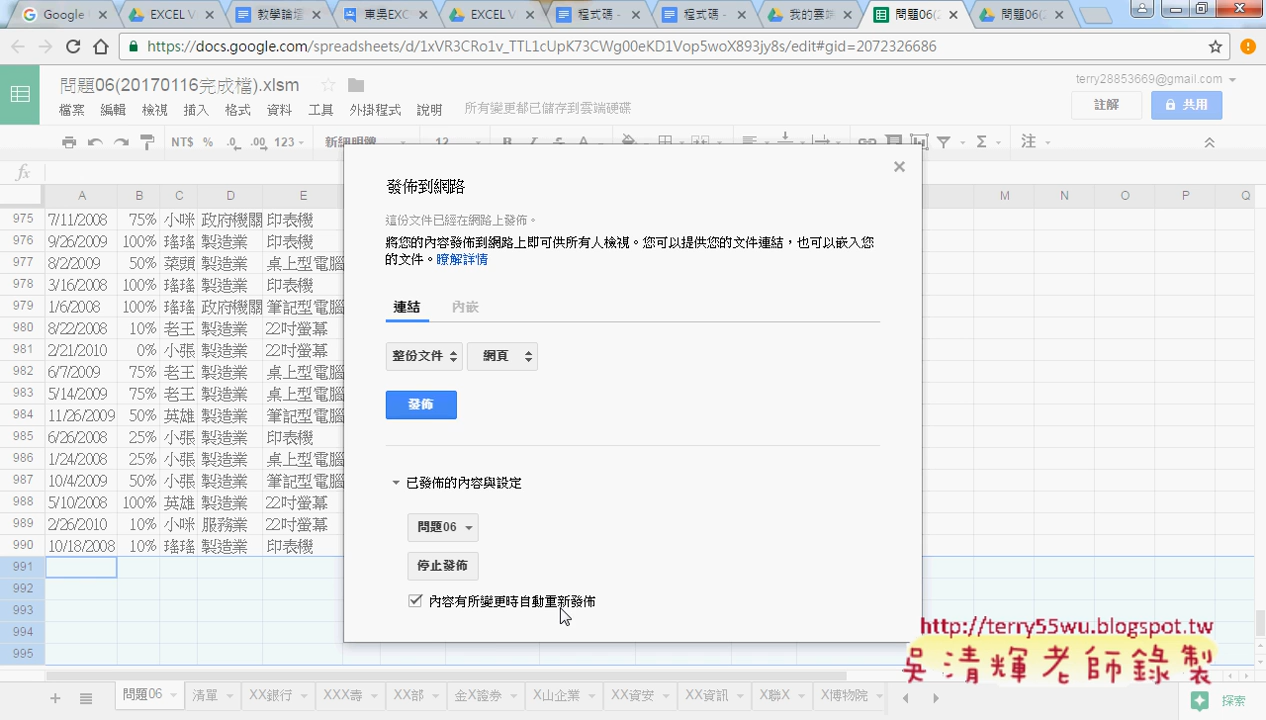 Google
EXCEL V
教學論壇
東吳EXC
EXCEL V
程式碼 -
程式碼 -
我的雲端
問題06(2
問題06(2
https://docs.google.com/spreadsheets/d/1xVR3CRo1v_TTL1cUpK73CWg00eKD1Vop5woX893jy8s/edit#gid=2072326686
問題06(20170116完成檔).xlsm
terry28853669@gmail.com
檔案 編輯 檢視 插入 格式 資料 工具 外掛程式 說明 所有變更都已儲存到雲端硬碟
註解 共用
NT$ % .0 .00 123 新細明體 12 B I S A Σ 注
fx
A B C D E M N O P Q
975 7/11/2008 75% 小咪 政府機關 印表機
976 9/26/2009 100% 瑤瑤 製造業 印表機
977 8/2/2009 50% 菜頭 製造業 桌上型電腦
978 3/16/2008 100% 瑤瑤 製造業 印表機
979 1/6/2008 100% 瑤瑤 政府機關 筆記型電腦
980 8/22/2008 10% 老王 製造業 22吋螢幕
981 2/21/2010 0% 小張 製造業 22吋螢幕
982 6/7/2009 75% 老王 製造業 桌上型電腦
983 5/14/2009 75% 老王 製造業 桌上型電腦
984 11/26/2009 50% 英雄 製造業 筆記型電腦
985 6/26/2008 25% 小張 製造業 印表機
986 1/24/2008 25% 小張 製造業 桌上型電腦
987 10/4/2009 50% 小張 製造業 筆記型電腦
988 5/10/2008 100% 英雄 製造業 22吋螢幕
989 2/26/2010 10% 小咪 服務業 22吋螢幕
990 10/18/2008 10% 瑤瑤 製造業 印表機
991
992
993
994
995
發佈到網路
這份文件已經在網路上發佈。
將您的內容發佈到網路上即可供所有人檢視。您可以提供您的文件連結，也可以嵌入您
的文件。瞭解詳情
連結 內嵌
整份文件 網頁
發佈
已發佈的內容與設定
問題06
停止發佈
內容有所變更時自動重新發佈
http://terry55wu.blogspot.tw
吳清輝老師錄製
問題06 清單 XX銀行 XXX壽 XX部 金X證券 X山企業 XX資安 XX資訊 X聯X X博物院
探索